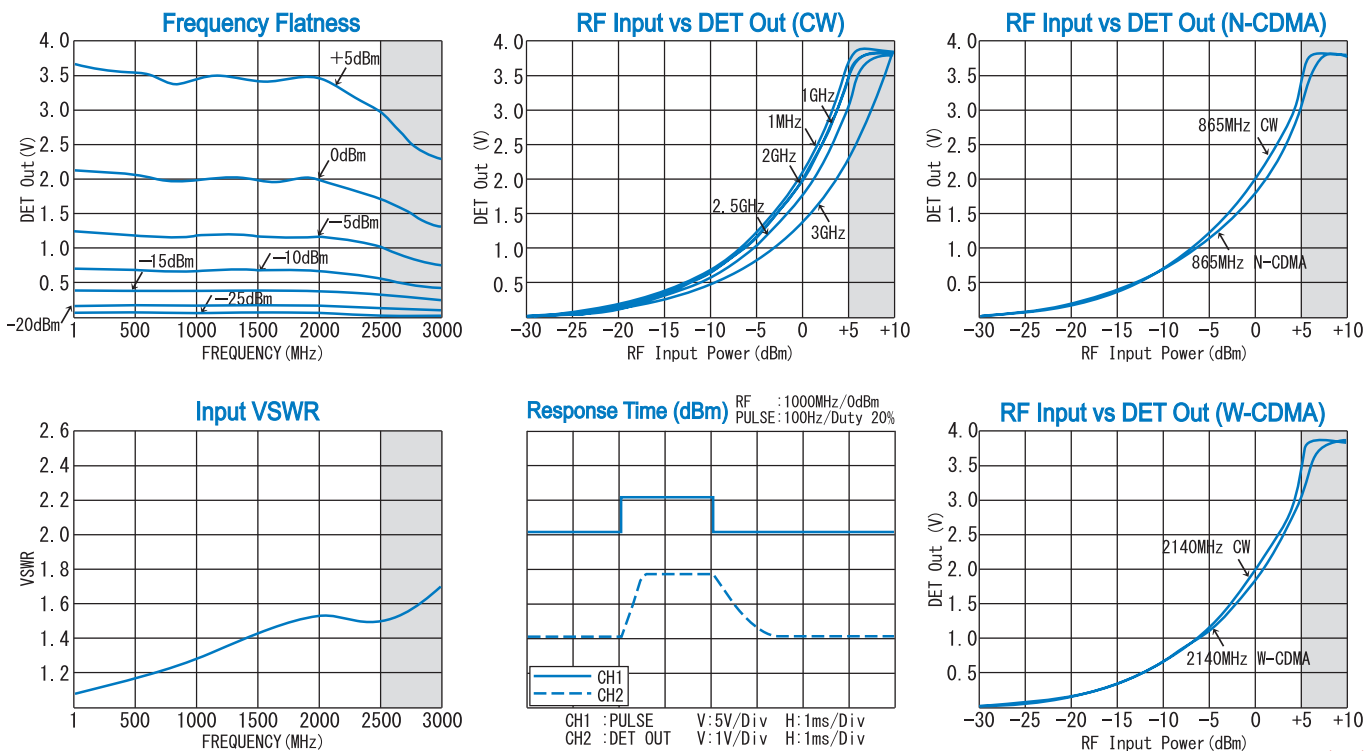 Frequency Flatness
4.0
3.5
3.0
2.5
2.0
1.5
1.0
0.5
DET Out (V)
+5dBm
0dBm
−5dBm
−10dBm
−15dBm
−25dBm
−20dBm
1 500 1000 1500 2000 2500 3000
FREQUENCY(MHz)
RF Input vs DET Out (CW)
4.0
3.5
3.0
2.5
2.0
1.5
1.0
0.5
DET Out (V)
1GHz
1MHz
2GHz
2.5GHz
3GHz
−30 −25 −20 −15 −10 −5 0 +5 +10
RF Input Power(dBm)
RF Input vs DET Out (N-CDMA)
4.0
3.5
3.0
2.5
2.0
1.5
1.0
0.5
DET Out (V)
865MHz CW
865MHz N-CDMA
−30 −25 −20 −15 −10 −5 0 +5 +10
RF Input Power(dBm)
Input VSWR
2.6
2.4
2.2
2.0
1.8
1.6
1.4
1.2
VSWR
1 500 1000 1500 2000 2500 3000
FREQUENCY(MHz)
Response Time (dBm)
RF :1000MHz/0dBm
PULSE:100Hz/Duty 20%
CH1
CH2
CH1 :PULSE V:5V/Div H:1ms/Div
CH2 :DET OUT V:1V/Div H:1ms/Div
RF Input vs DET Out (W-CDMA)
4.0
3.5
3.0
2.5
2.0
1.5
1.0
0.5
DET Out (V)
2140MHz CW
2140MHz W-CDMA
−30 −25 −20 −15 −10 −5 0 +5 +10
RF Input Power(dBm)